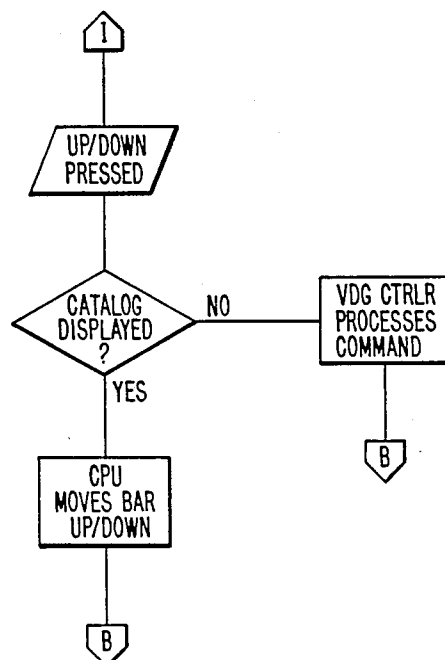 I
UP/DOWN
PRESSED
CATALOG
DISPLAYED
?
NO
YES
VDG CTRLR
PROCESSES
COMMAND
B
CPU
MOVES BAR
UP/DOWN
B